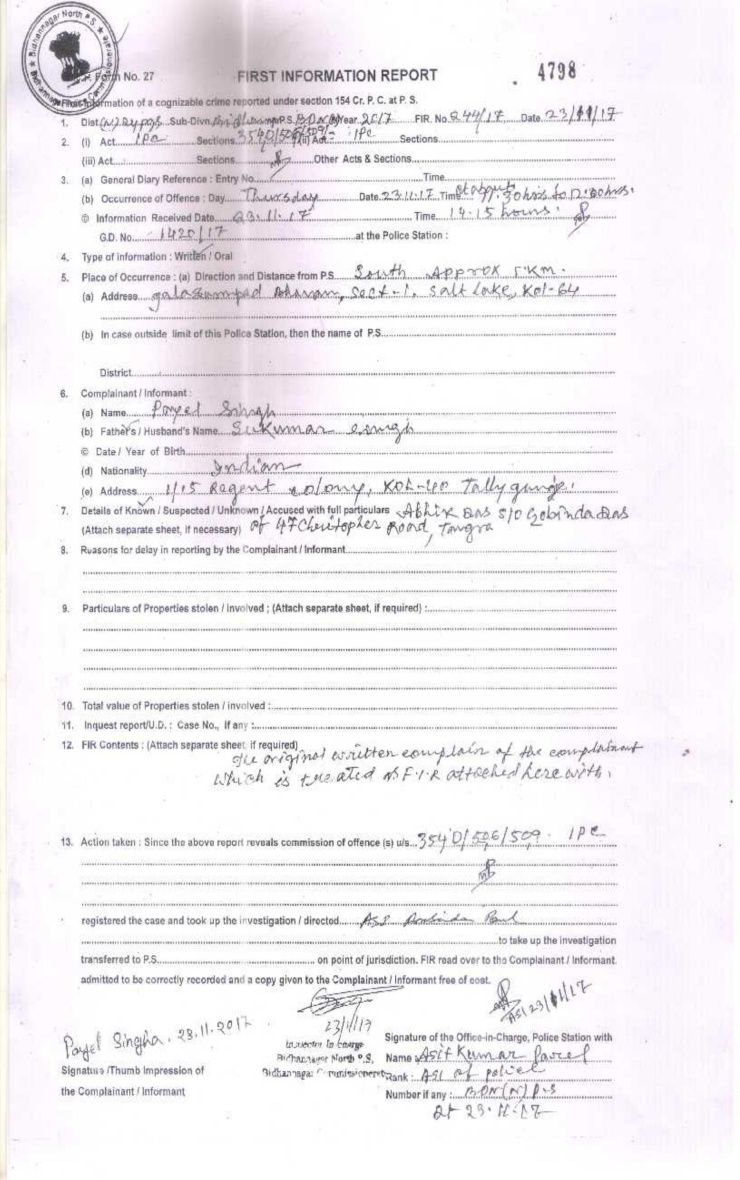 Bidhannagar North P.S.
Form No. 27
FIRST INFORMATION REPORT
4798
First Information of a cognizable crime reported under section 154 Cr. P. C. at P. S.
1. Dist (N) 24 pgs Sub-Divn. P.S. BDN(N) Year 2017 FIR. No 244/17 Date 23/11/17
2. (i) Act IPC Sections 354D/506/509 (ii) Act IPC Sections
(iii) Act Sections Other Acts & Sections
3. (a) General Diary Reference : Entry No. Time
(b) Occurrence of Offence : Day Thursday Date 23.11.17 Time
© Information Received Date 23.11.17 Time 14.15 hours.
G.D. No. 1420/17 at the Police Station :
4. Type of information : Written / Oral
5. Place of Occurrence : (a) Direction and Distance from P.S. South Approx 5 KM.
(a) Address Sect-1, Salt Lake, Kol-64
(b) In case outside limit of this Police Station, then the name of P.S.
District
6. Complainant / Informant :
(a) Name Payel Singh
(b) Father's / Husband's Name Sukumar Singh
© Date / Year of Birth
(d) Nationality Indian
(e) Address 1/15 Regent colony, KOL-40 Tallygunge.
7. Details of Known / Suspected / Unknown / Accused with full particulars Abhik Das S/O Gobinda Das
(Attach separate sheet, if necessary) of 47 Christopher Road, Tangra
8. Reasons for delay in reporting by the Complainant / Informant
9. Particulars of Properties stolen / involved ; (Attach separate sheet, if required) :
10. Total value of Properties stolen / involved :
11. Inquest report/U.D. : Case No., if any :
12. FIR Contents : (Attach separate sheet, if required)
The original written complain of the complainant
which is treated as F.I.R attached here with.
13. Action taken : Since the above report reveals commission of offence (s) u/s 354D/506/509 IPC
registered the case and took up the investigation / directed ASI
to take up the investigation
transferred to P.S. on point of jurisdiction. FIR read over to the Complainant / Informant.
admitted to be correctly recorded and a copy given to the Complainant / Informant free of cost.
ASI 23/11/17
23/11/17
Payel Singha. 23.11.2017
Inspector In charge
Bidhannagar North P.S.
Bidhannagar Commissionerate
Signature /Thumb Impression of
the Complainant / Informant
Signature of the Office-in-Charge, Police Station with
Name Asit Kumar
Rank : ASI of police
Number if any : BDN(N) P.S
Dt 23.11.17